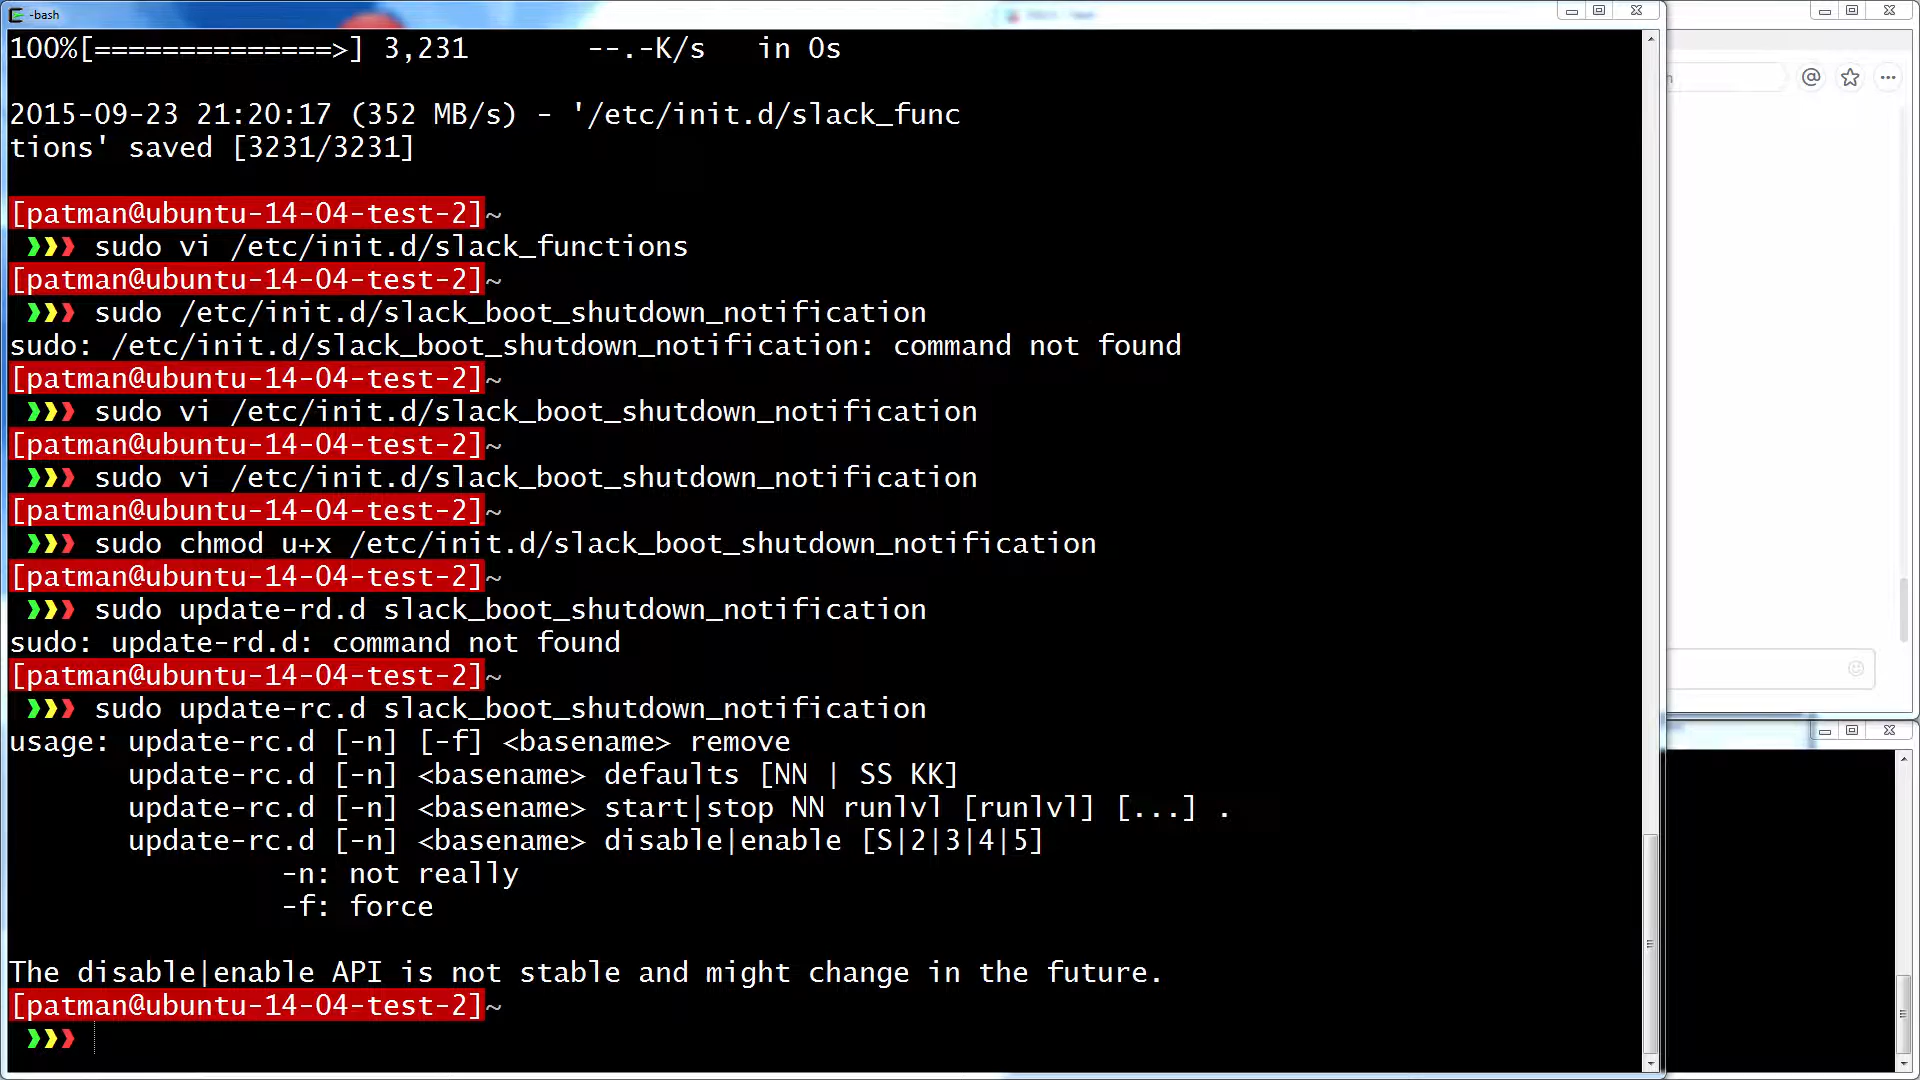 -bash
100%[==============>] 3,231       --.-K/s   in 0s
2015-09-23 21:20:17 (352 MB/s) - '/etc/init.d/slack_func
tions' saved [3231/3231]
[patman@ubuntu-14-04-test-2]~
❯❯❯ sudo vi /etc/init.d/slack_functions
[patman@ubuntu-14-04-test-2]~
❯❯❯ sudo /etc/init.d/slack_boot_shutdown_notification
sudo: /etc/init.d/slack_boot_shutdown_notification: command not found
[patman@ubuntu-14-04-test-2]~
❯❯❯ sudo vi /etc/init.d/slack_boot_shutdown_notification
[patman@ubuntu-14-04-test-2]~
❯❯❯ sudo vi /etc/init.d/slack_boot_shutdown_notification
[patman@ubuntu-14-04-test-2]~
❯❯❯ sudo chmod u+x /etc/init.d/slack_boot_shutdown_notification
[patman@ubuntu-14-04-test-2]~
❯❯❯ sudo update-rd.d slack_boot_shutdown_notification
sudo: update-rd.d: command not found
[patman@ubuntu-14-04-test-2]~
❯❯❯ sudo update-rc.d slack_boot_shutdown_notification
usage: update-rc.d [-n] [-f] <basename> remove
       update-rc.d [-n] <basename> defaults [NN | SS KK]
       update-rc.d [-n] <basename> start|stop NN runlvl [runlvl] [...] .
       update-rc.d [-n] <basename> disable|enable [S|2|3|4|5]
                -n: not really
                -f: force
The disable|enable API is not stable and might change in the future.
[patman@ubuntu-14-04-test-2]~
❯❯❯